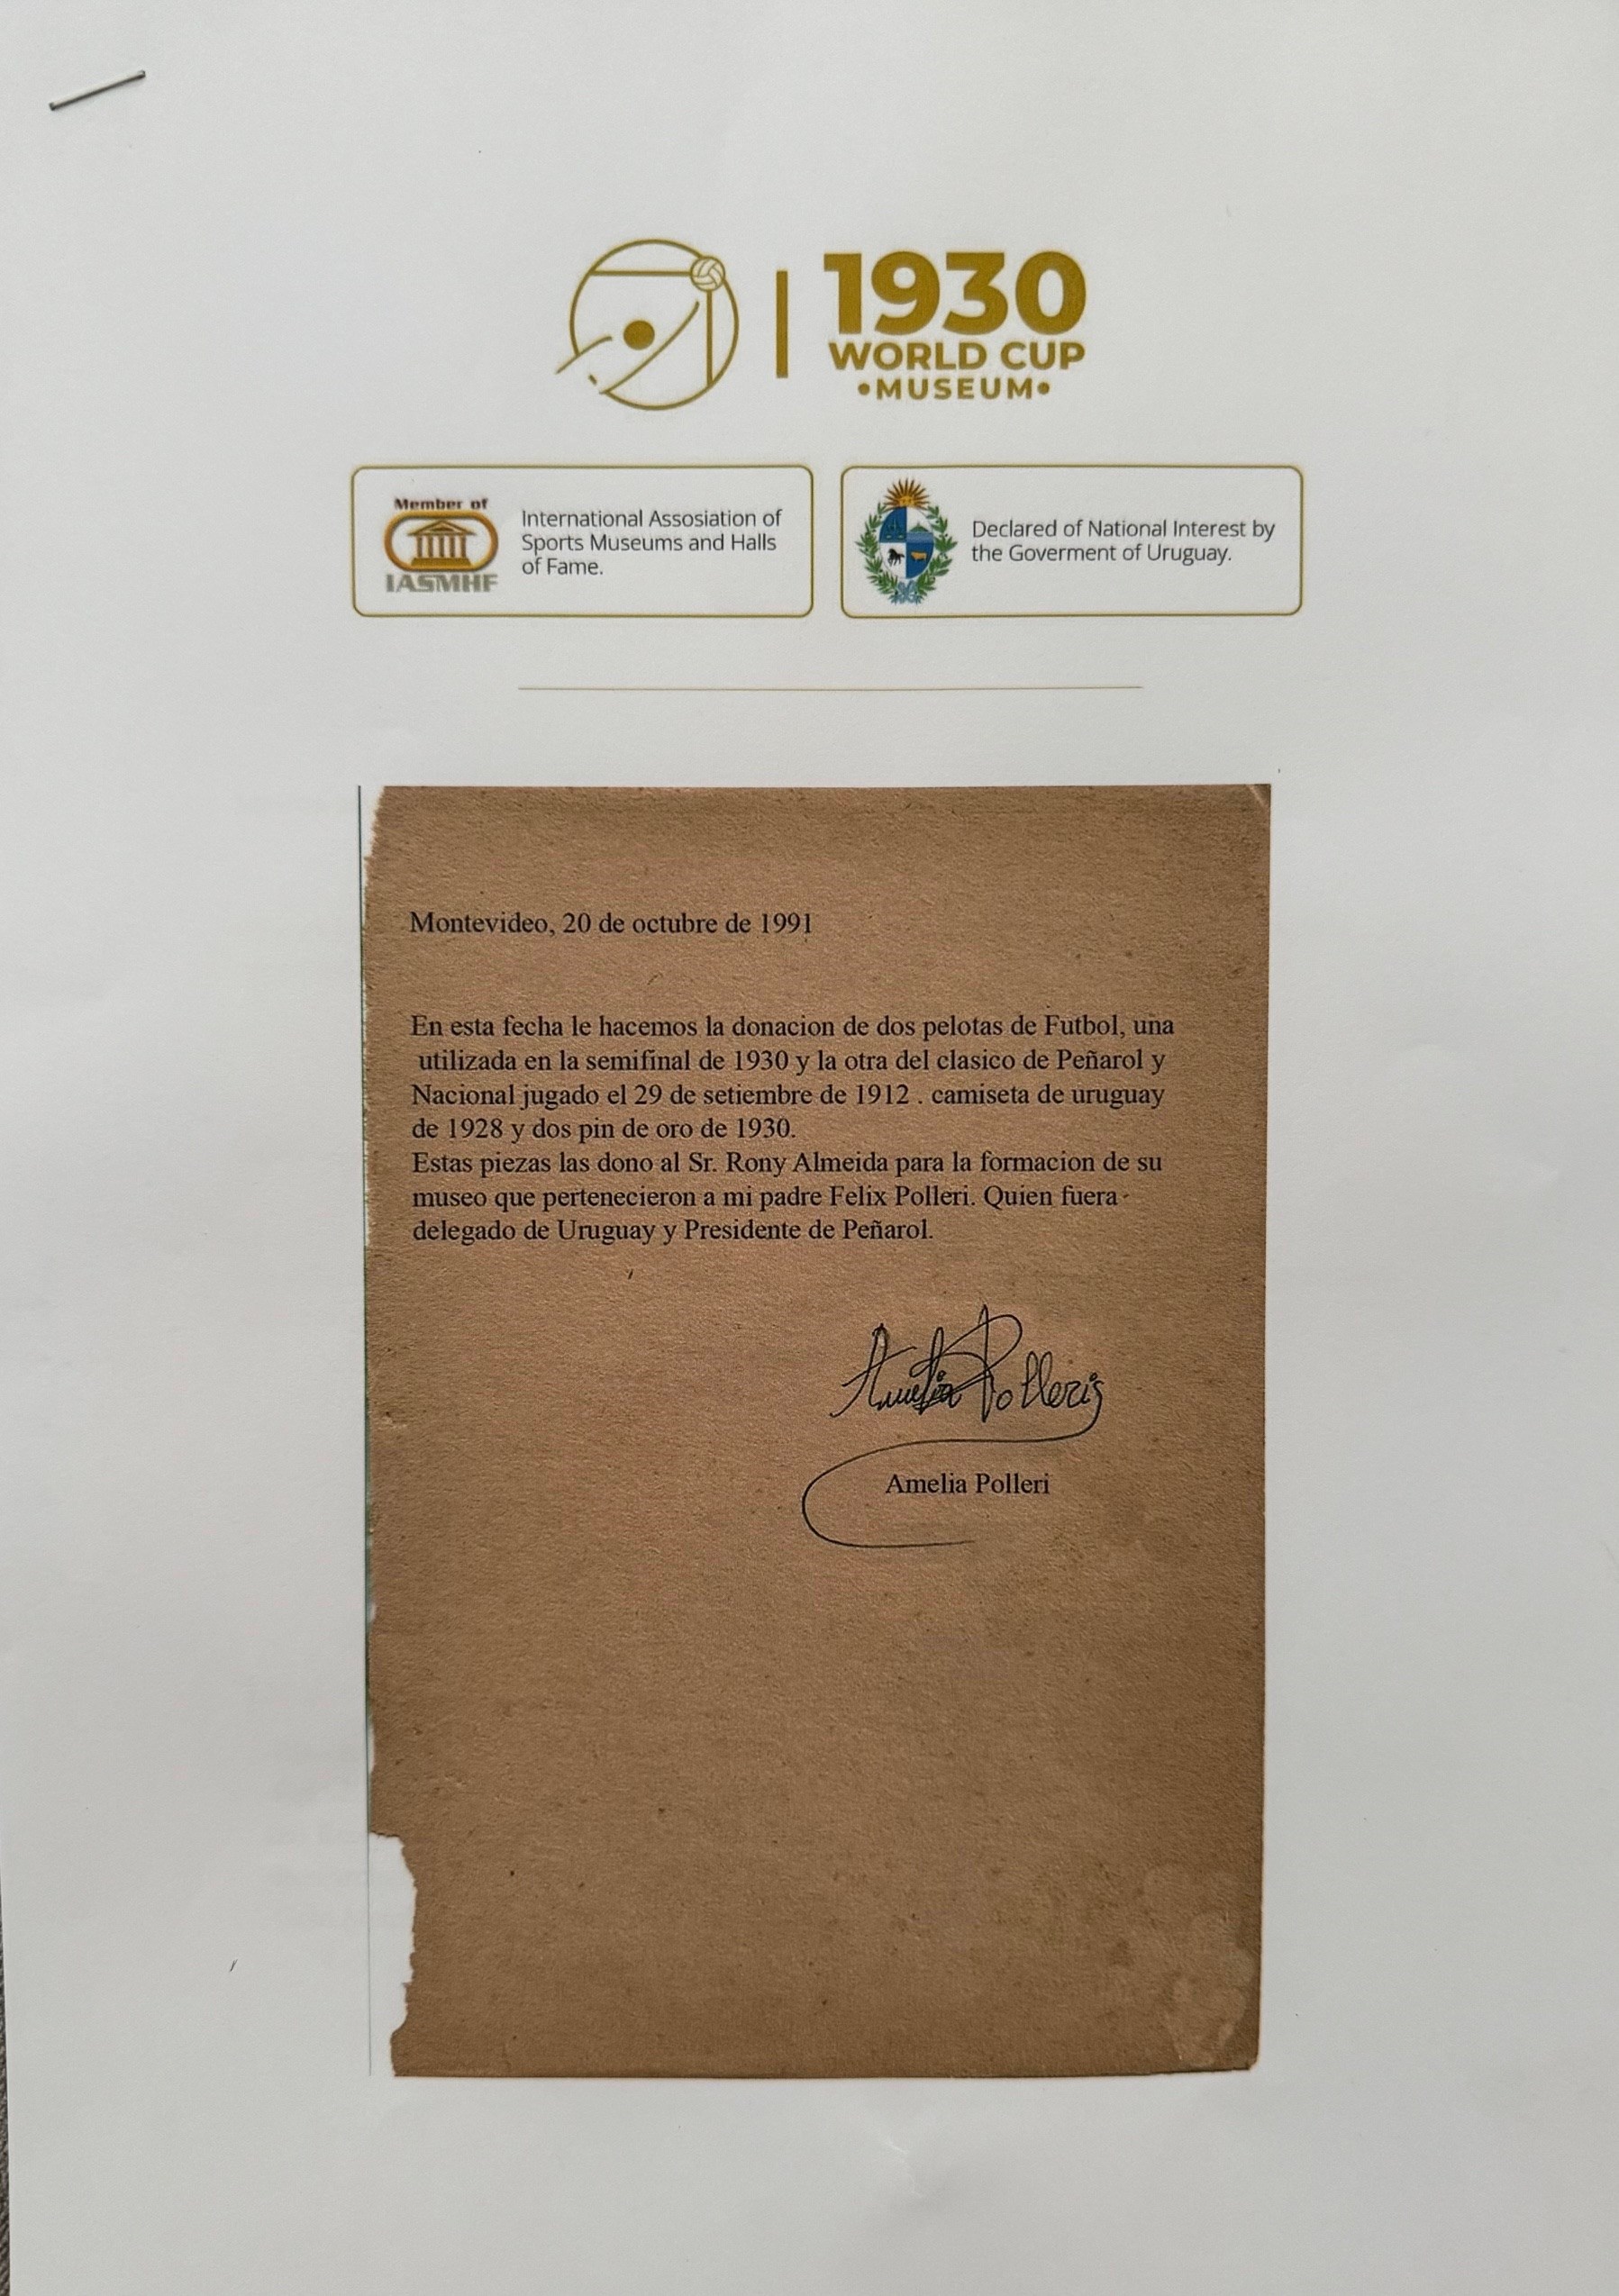 1930
WORLD CUP
•MUSEUM•
Member of
IASMHF
International Assosiation of
Sports Museums and Halls
of Fame.
Declared of National Interest by
the Goverment of Uruguay.
Montevideo, 20 de octubre de 1991
En esta fecha le hacemos la donacion de dos pelotas de Futbol, una
utilizada en la semifinal de 1930 y la otra del clasico de Peñarol y
Nacional jugado el 29 de setiembre de 1912 . camiseta de uruguay
de 1928 y dos pin de oro de 1930.
Estas piezas las dono al Sr. Rony Almeida para la formacion de su
museo que pertenecieron a mi padre Felix Polleri. Quien fuera
delegado de Uruguay y Presidente de Peñarol.
Amelia Polleri
Amelia Polleri